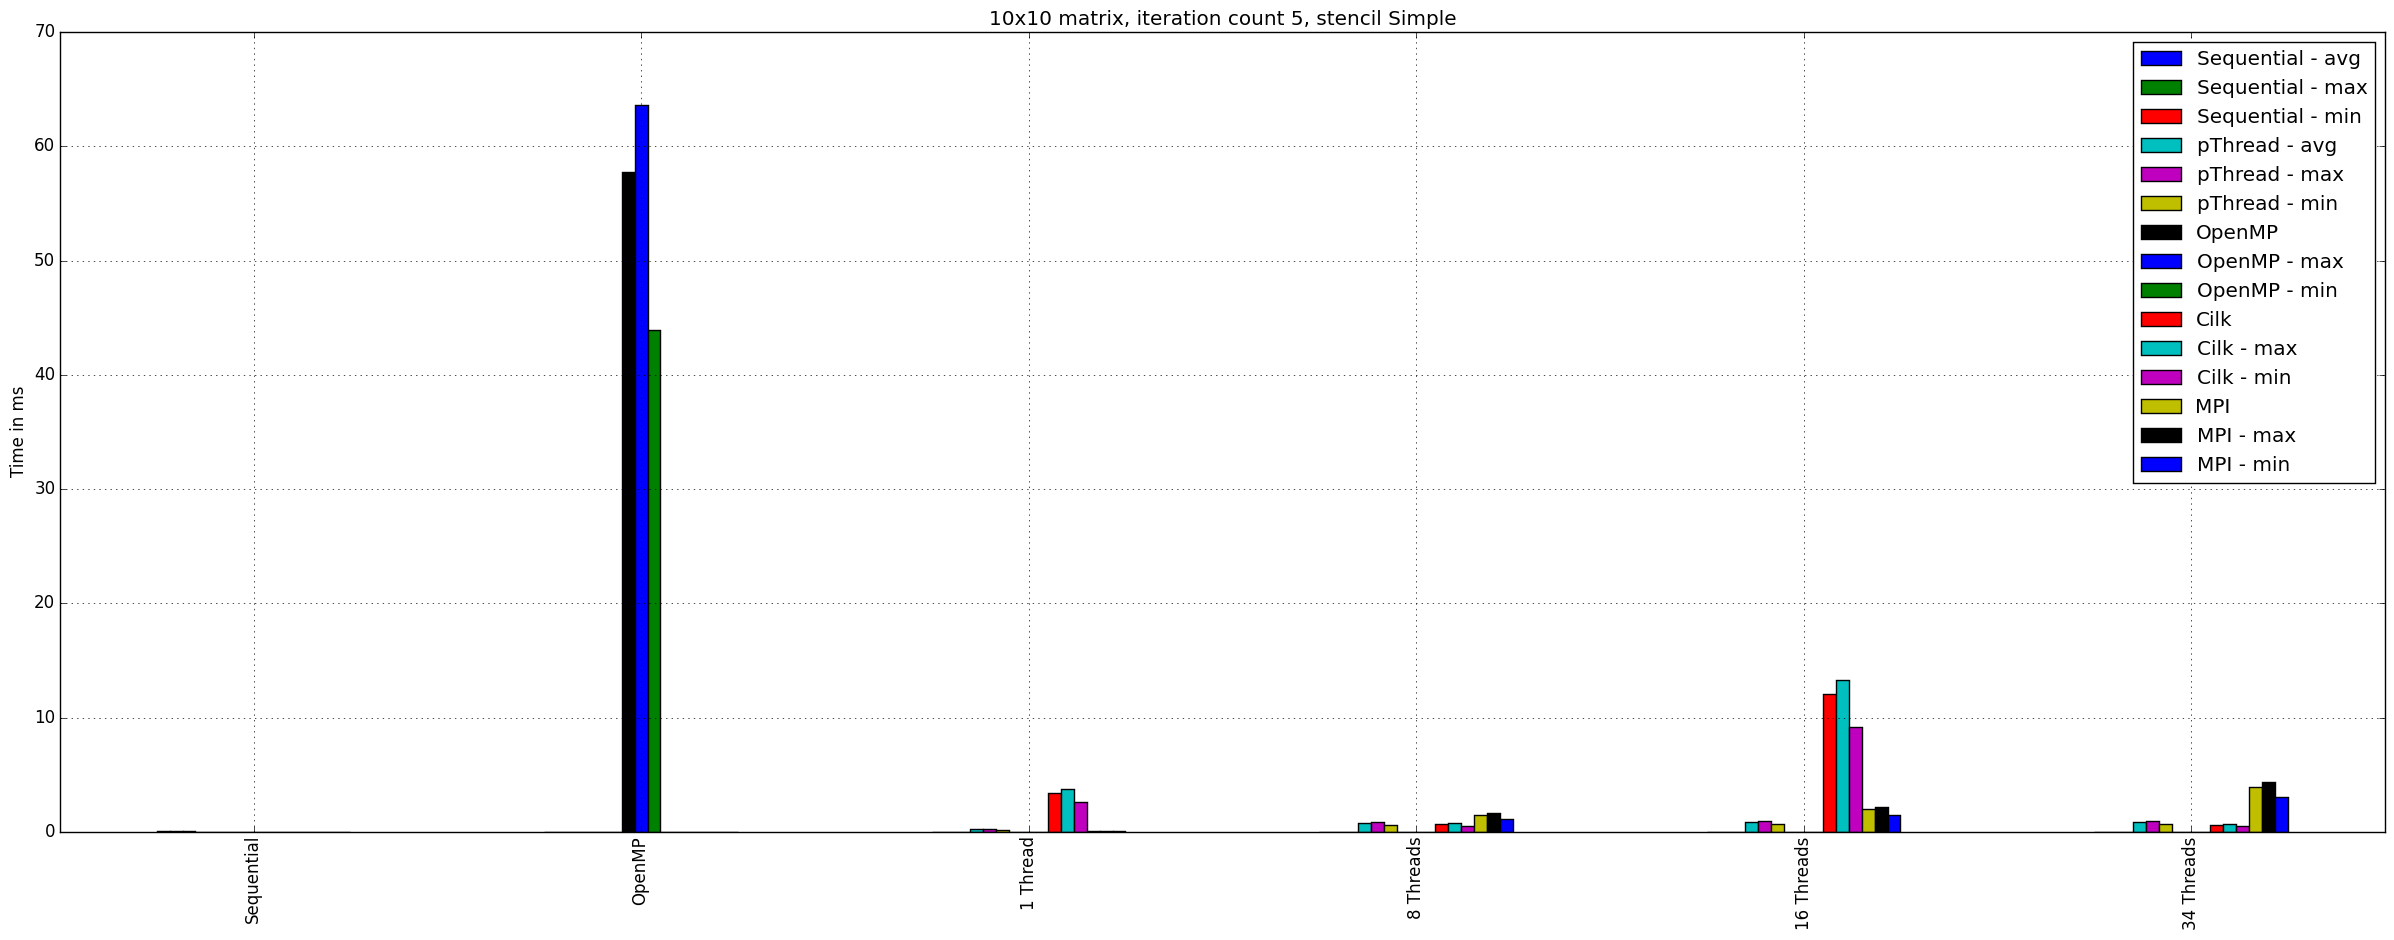 10x10 matrix, iteration count 5, stencil Simple
70
60
50
40
30
20
10
0
Time in ms
Sequential - avg
Sequential - max
Sequential - min
pThread - avg
pThread - max
pThread - min
OpenMP
OpenMP - max
OpenMP - min
Cilk
Cilk - max
Cilk - min
MPI
MPI - max
MPI - min
Sequential
OpenMP
1 Thread
8 Threads
16 Threads
34 Threads